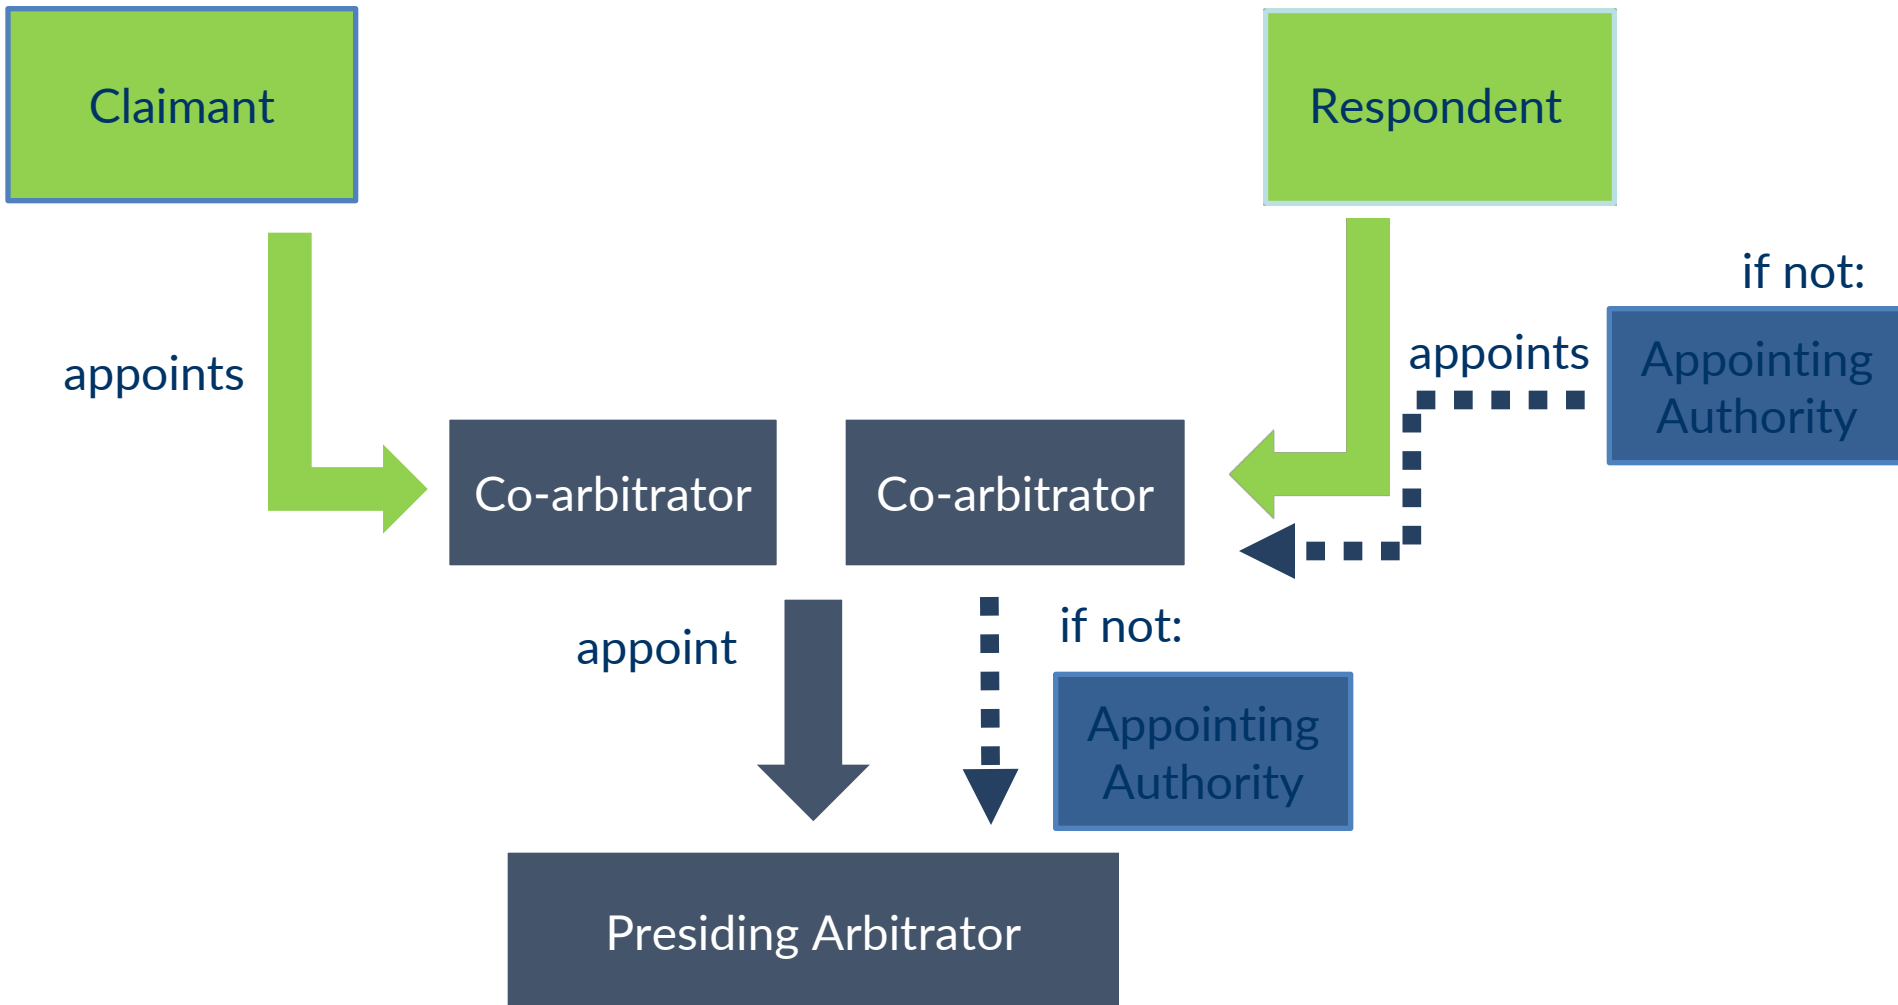 Claimant
Respondent
if not:
appoints
Appointing
Authority
appoints
Co-arbitrator
Co-arbitrator
appoint
if not:
Appointing
Authority
Presiding Arbitrator